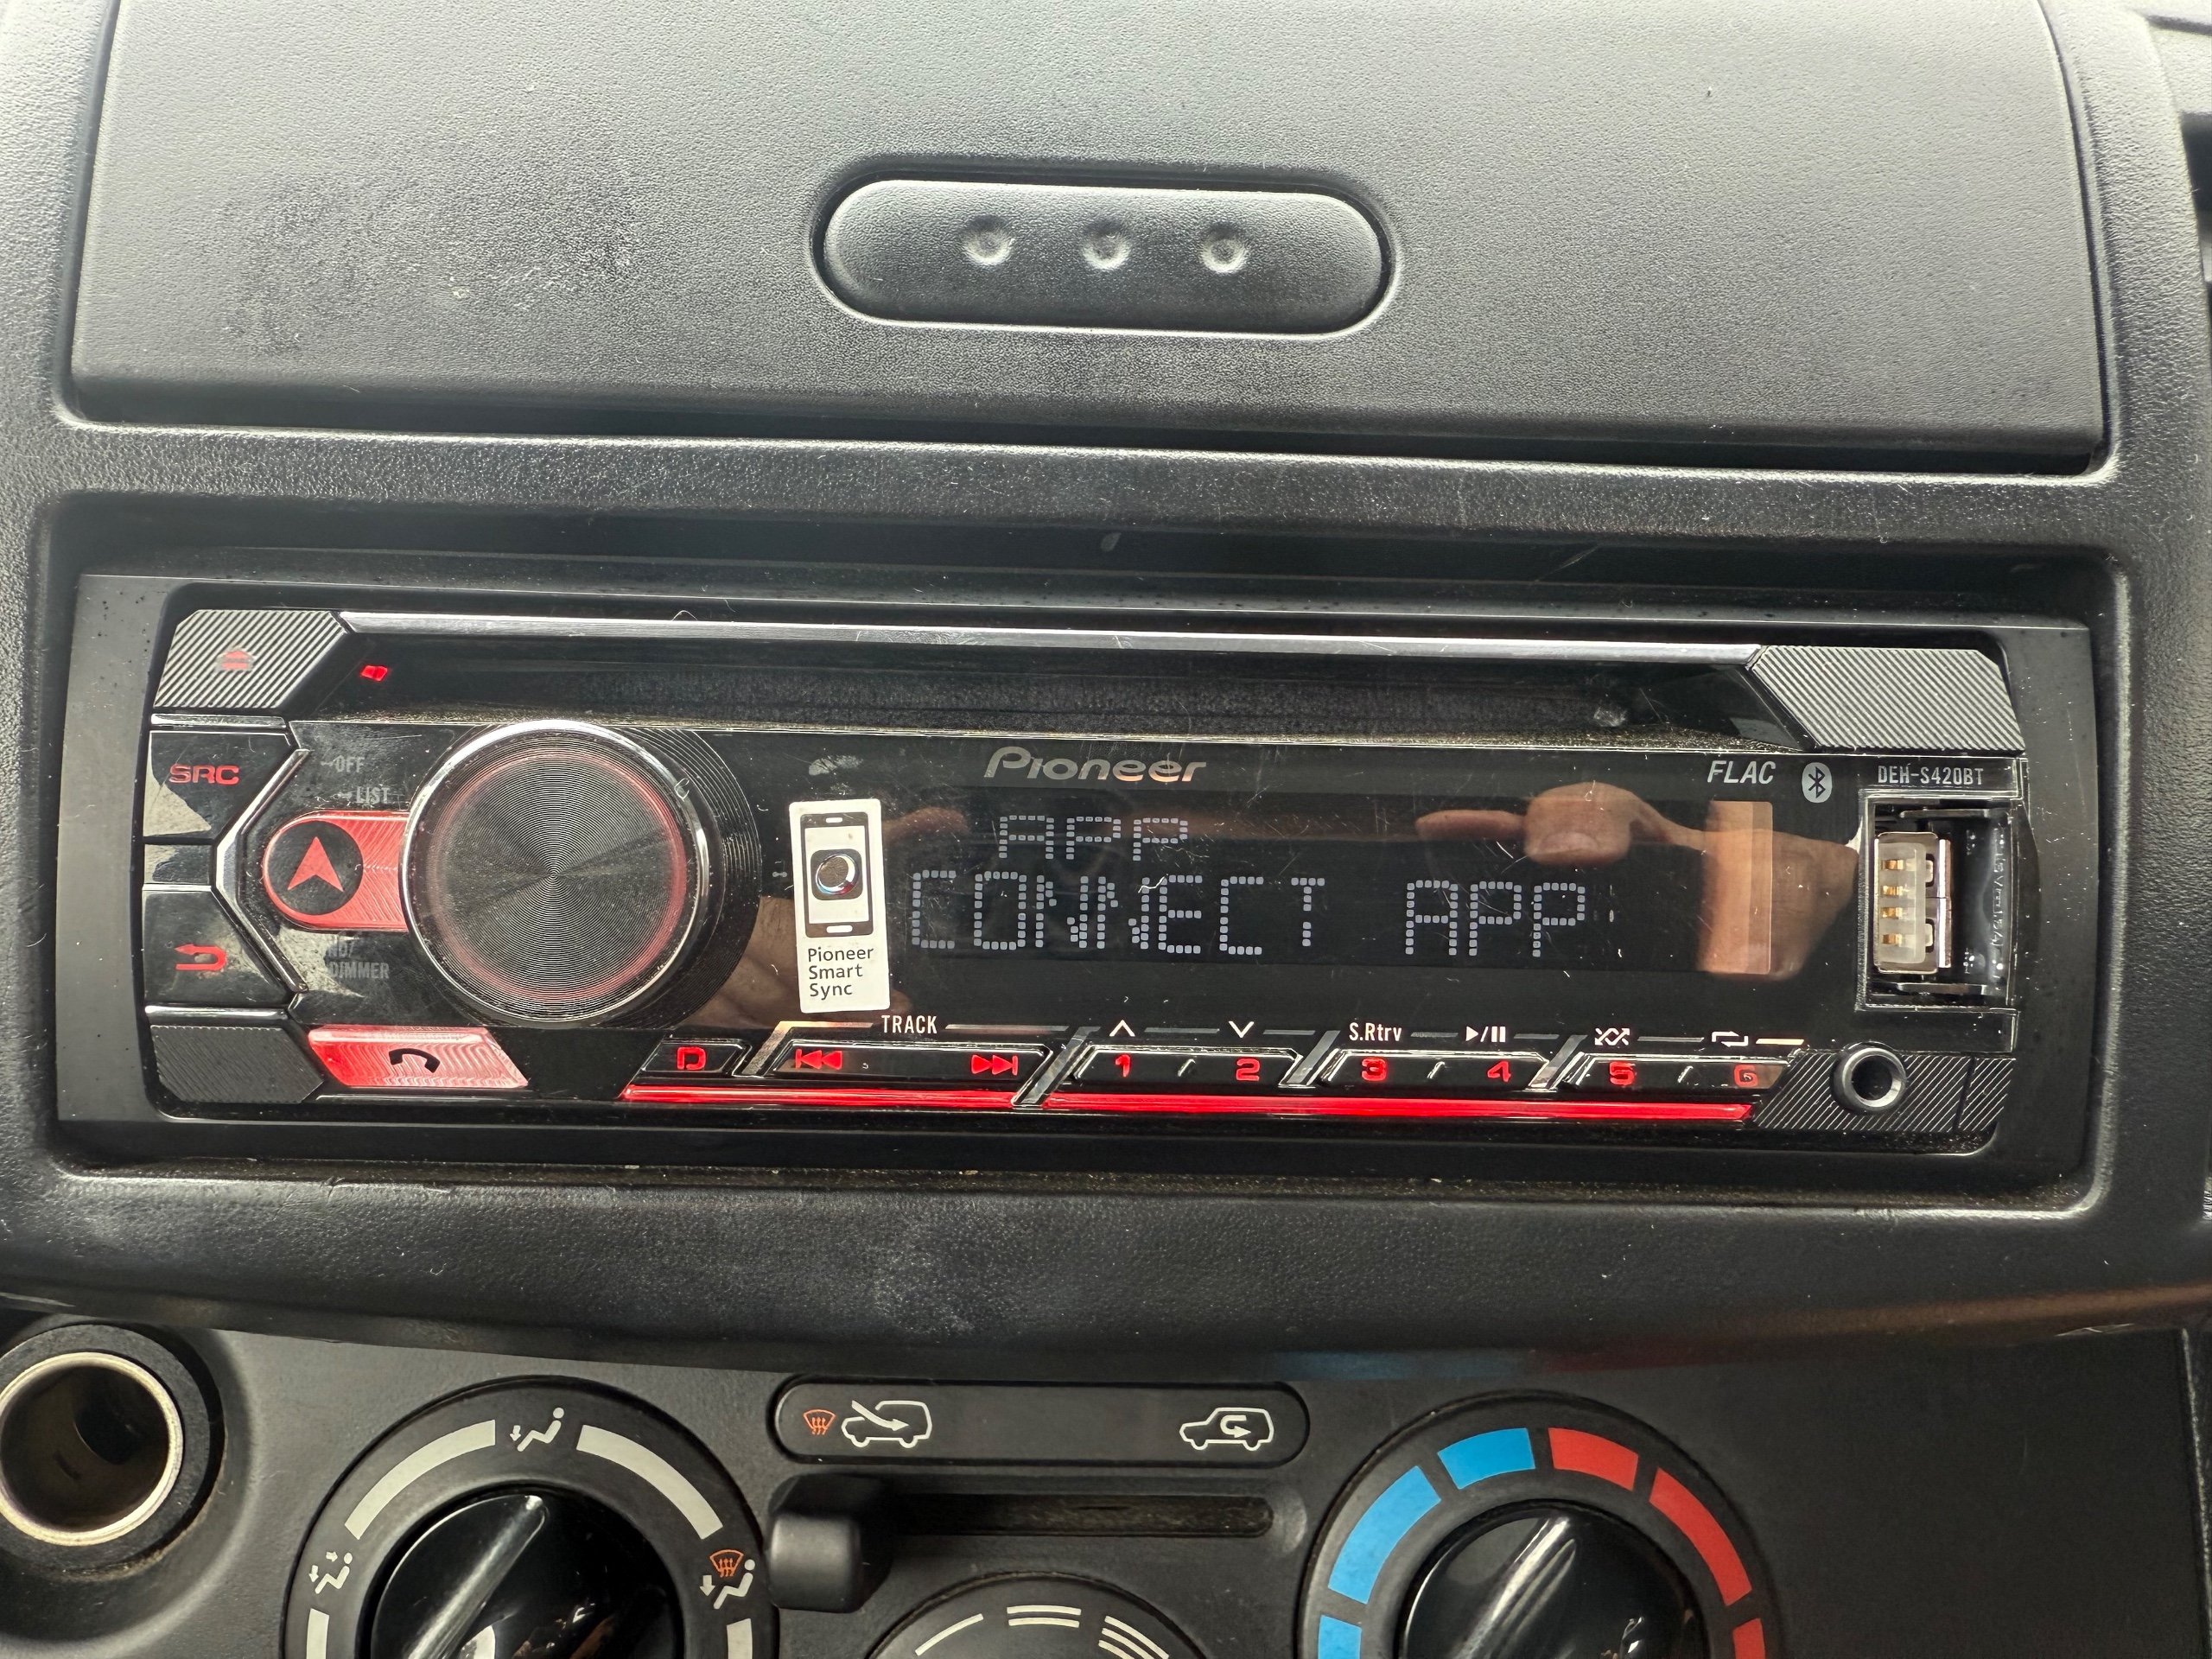 SRC
OFF
LIST
DIMMER
Pioneer
FLAC
DEH-S420BT
APP
CONNECT APP
Pioneer
Smart
Sync
TRACK
S.Rtrv
D
1 / 2
3 / 4
5 / 6